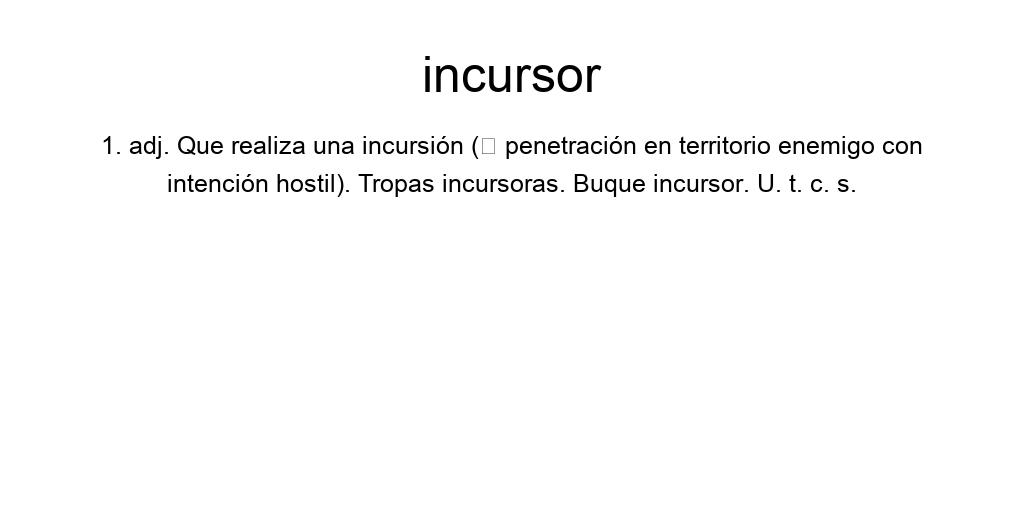 incursor
1. adj. Que realiza una incursión (▯ penetración en territorio enemigo con
intención hostil). Tropas incursoras. Buque incursor. U. t. c. s.